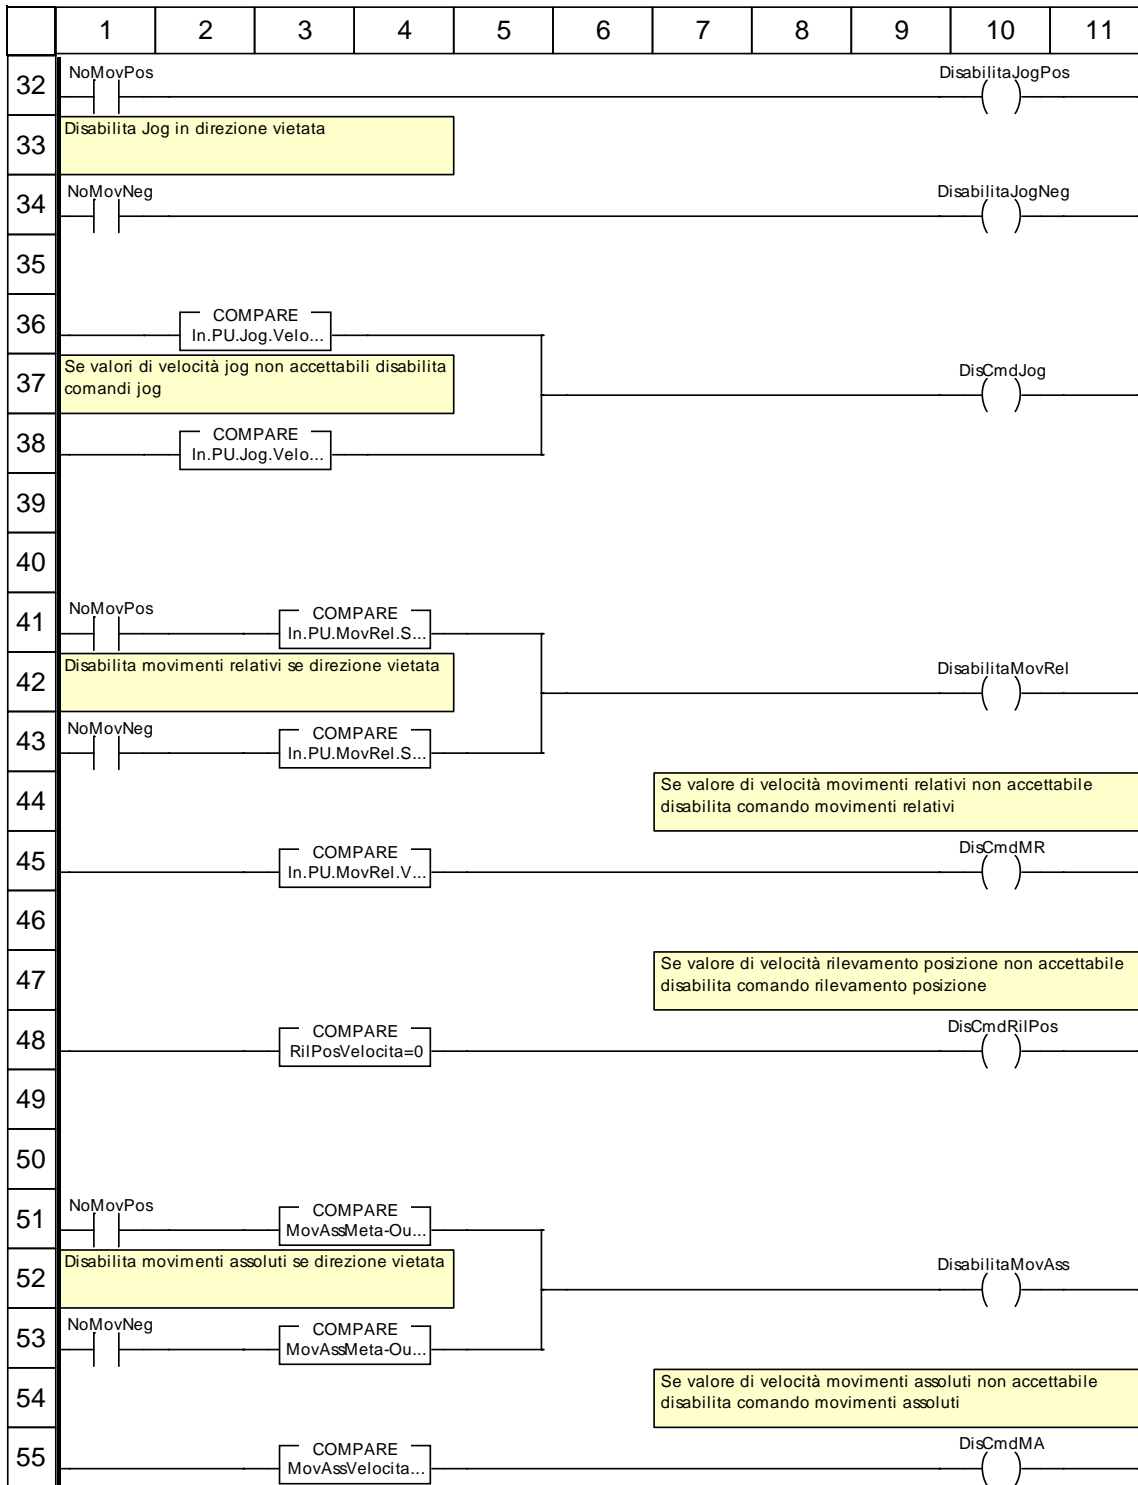 1 2 3 4 5 6 7 8 9 10 11
32 NoMovPos DisabilitaJogPos
33 Disabilita Jog in direzione vietata
34 NoMovNeg DisabilitaJogNeg
35
36 COMPARE
In.PU.Jog.Velo...
37 Se valori di velocità jog non accettabili disabilita
comandi jog
DisCmdJog
38 COMPARE
In.PU.Jog.Velo...
39
40
41 NoMovPos COMPARE
In.PU.MovRel.S...
42 Disabilita movimenti relativi se direzione vietata DisabilitaMovRel
43 NoMovNeg COMPARE
In.PU.MovRel.S...
44 Se valore di velocità movimenti relativi non accettabile
disabilita comando movimenti relativi
45 COMPARE DisCmdMR
In.PU.MovRel.V...
46
47 Se valore di velocità rilevamento posizione non accettabile
disabilita comando rilevamento posizione
48 COMPARE DisCmdRilPos
RilPosVelocita=0
49
50
51 NoMovPos COMPARE
MovAssMeta-Ou...
52 Disabilita movimenti assoluti se direzione vietata DisabilitaMovAss
53 NoMovNeg COMPARE
MovAssMeta-Ou...
54 Se valore di velocità movimenti assoluti non accettabile
disabilita comando movimenti assoluti
55 COMPARE DisCmdMA
MovAssVelocita...